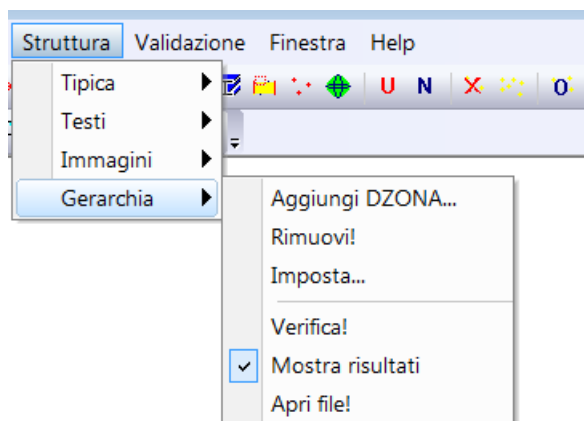 Struttura Validazione Finestra Help
Tipica
U N X O
Testi
Immagini
Gerarchia
Aggiungi DZONA...
Rimuovi!
Imposta...
Verifica!
Mostra risultati
Apri file!